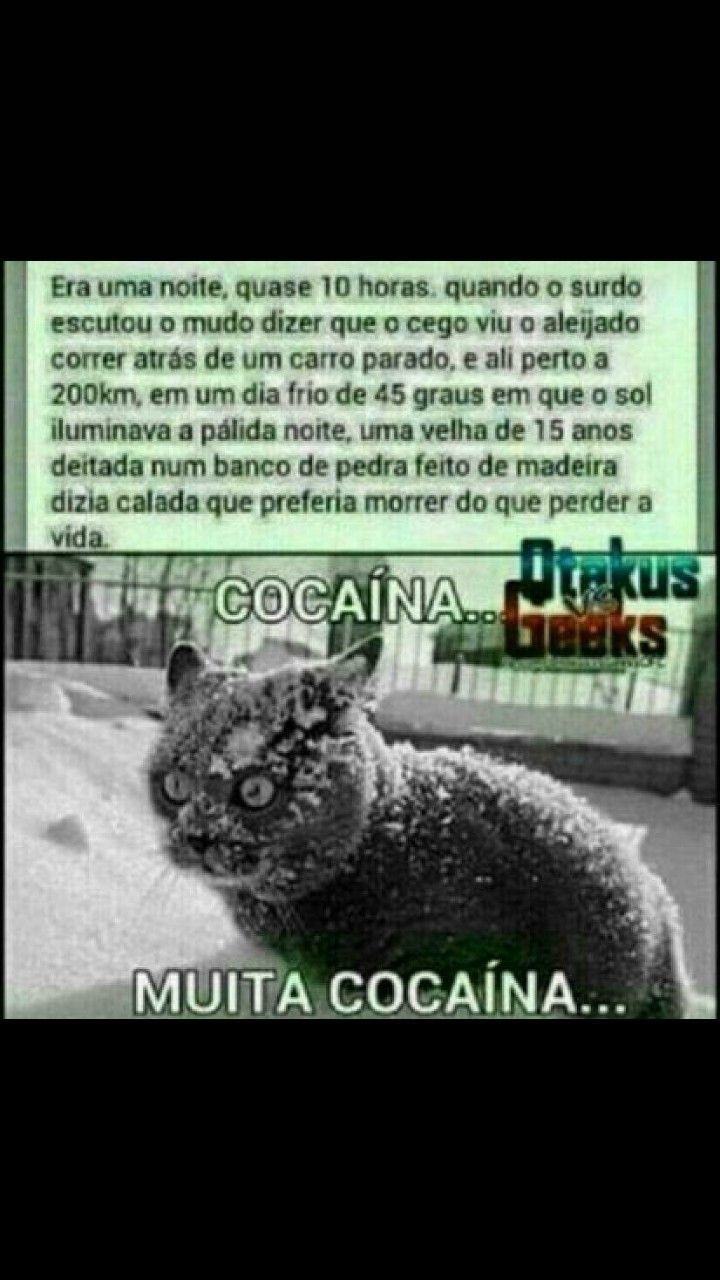 Era uma noite, quase 10 horas. quando o surdo
escutou o mudo dizer que o cego viu o aleijado
correr atrás de um carro parado, e ali perto a
200km, em um dia frio de 45 graus em que o sol
iluminava a pálida noite, uma velha de 15 anos
deitada num banco de pedra feito de madeira
dizia calada que preferia morrer do que perder a
vida.
COCAÍNA...
Otakus
vs
Geeks
MUITA COCAÍNA...